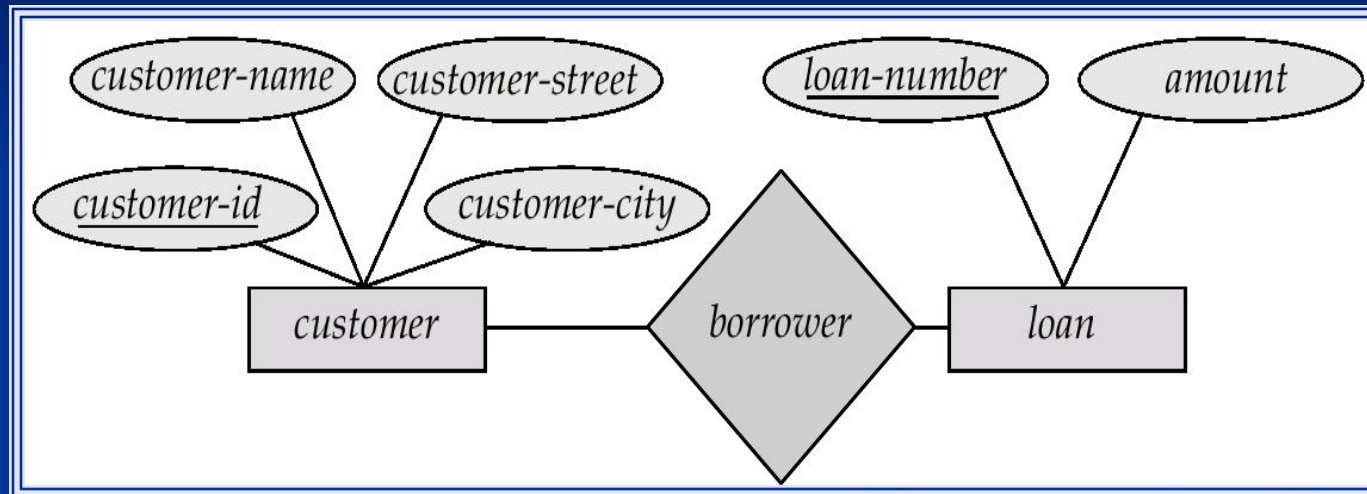 customer-name customer-street loan-number amount
customer-id customer-city
customer borrower loan